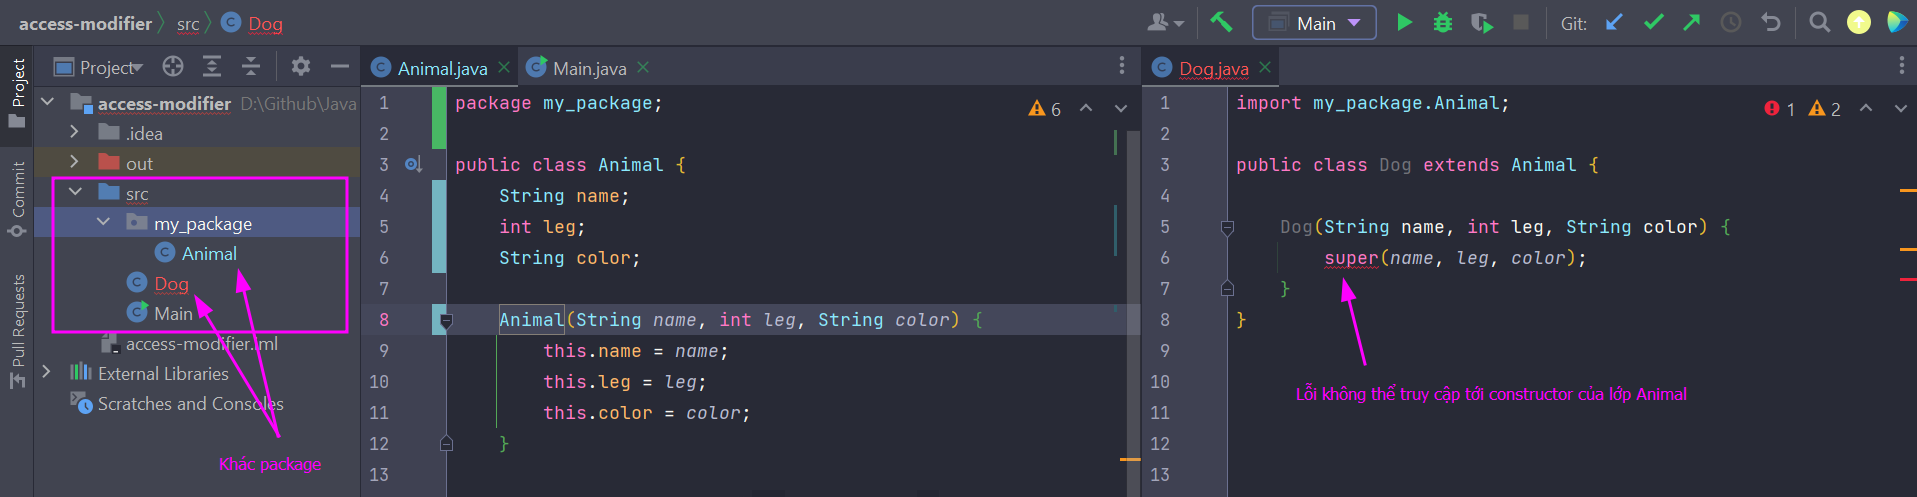 access-modifier src Dog
Main
Git:
Project
Commit
Pull Requests
Project
access-modifier D:\Github\Java
.idea
out
src
my_package
Animal
Dog
Main
access-modifier.iml
External Libraries
Scratches and Consoles
Khác package
Animal.java Main.java
6
1 package my_package;
2
3 public class Animal {
4 String name;
5 int leg;
6 String color;
7
8 Animal(String name, int leg, String color) {
9 this.name = name;
10 this.leg = leg;
11 this.color = color;
12 }
13
Dog.java
1 2
1 import my_package.Animal;
2
3 public class Dog extends Animal {
4
5 Dog(String name, int leg, String color) {
6 super(name, leg, color);
7 }
8 }
9
10
11
12
13
Lỗi không thể truy cập tới constructor của lớp Animal